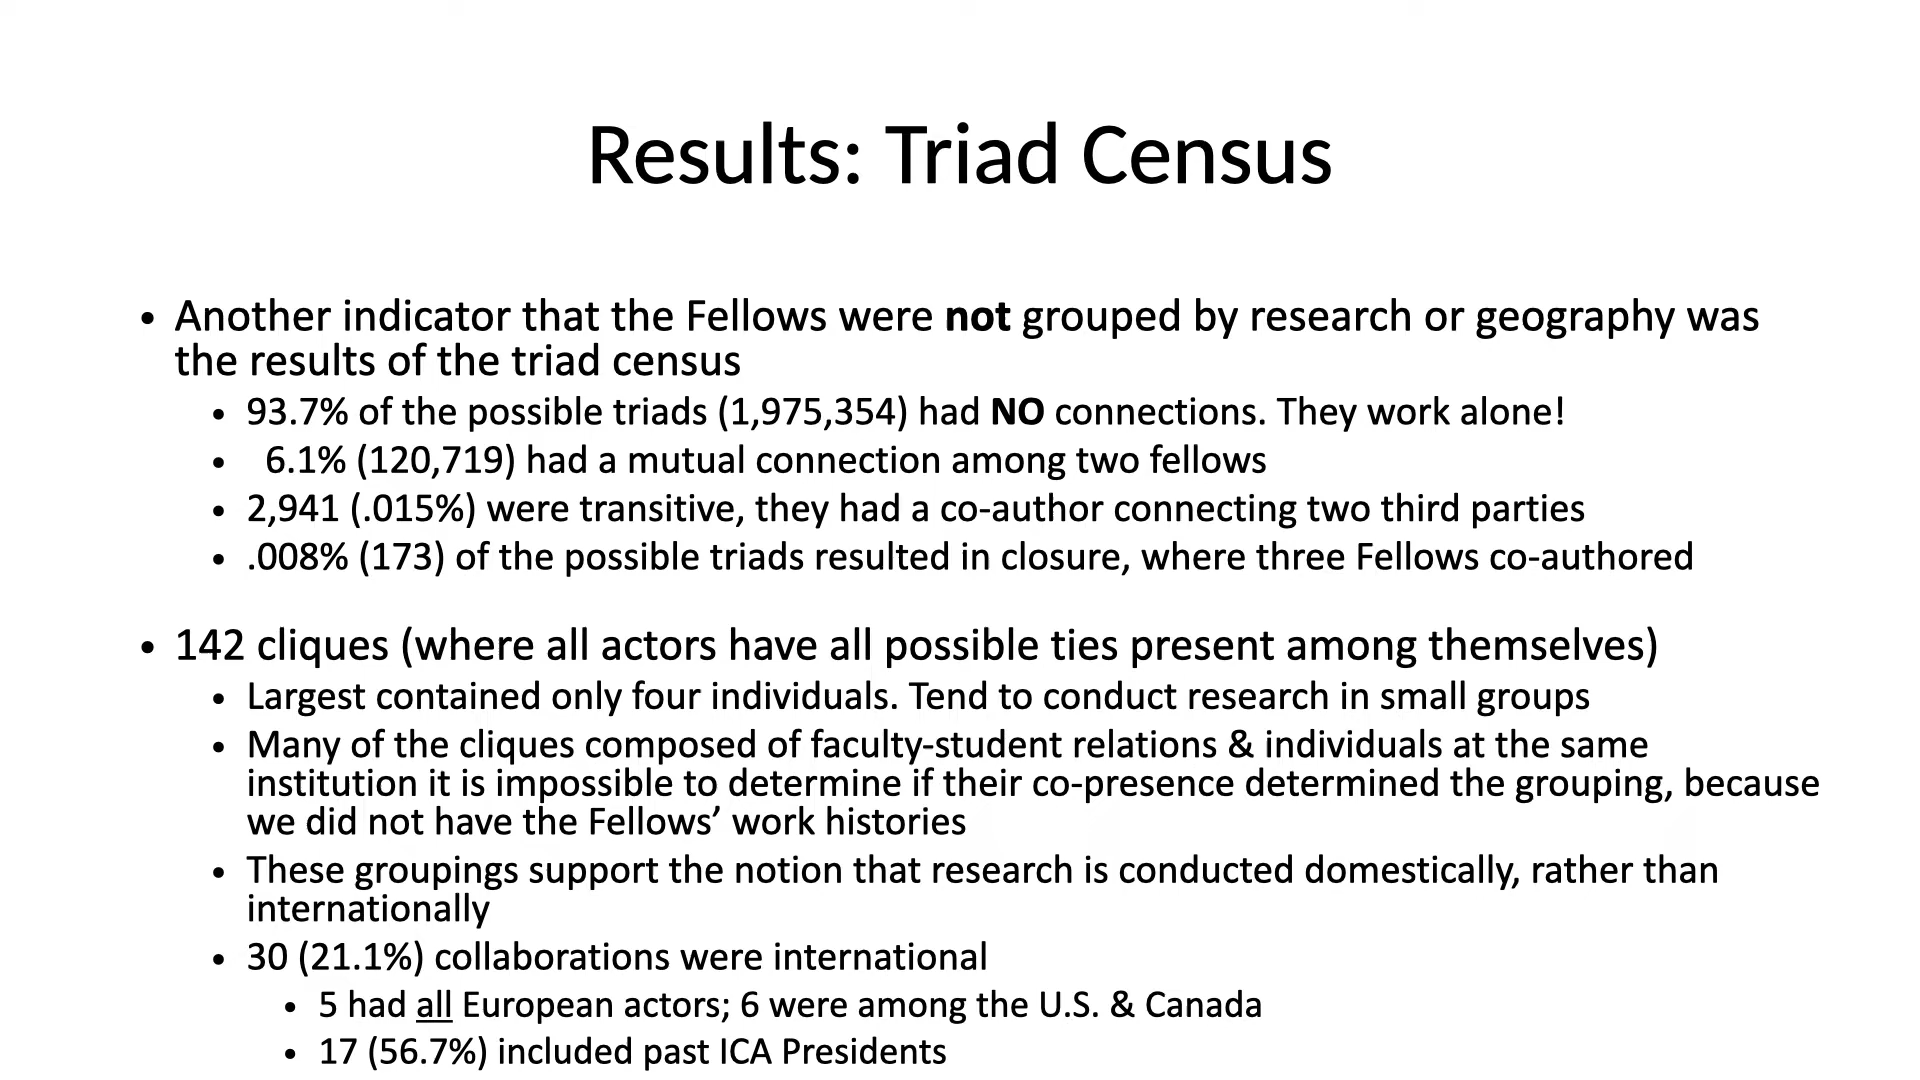 Results: Triad Census
• Another indicator that the Fellows were not grouped by research or geography was
the results of the triad census
• 93.7% of the possible triads (1,975,354) had NO connections. They work alone!
• 6.1% (120,719) had a mutual connection among two fellows
• 2,941 (.015%) were transitive, they had a co-author connecting two third parties
• .008% (173) of the possible triads resulted in closure, where three Fellows co-authored
• 142 cliques (where all actors have all possible ties present among themselves)
• Largest contained only four individuals. Tend to conduct research in small groups
• Many of the cliques composed of faculty-student relations & individuals at the same
institution it is impossible to determine if their co-presence determined the grouping, because
we did not have the Fellows’ work histories
• These groupings support the notion that research is conducted domestically, rather than
internationally
• 30 (21.1%) collaborations were international
• 5 had all European actors; 6 were among the U.S. & Canada
• 17 (56.7%) included past ICA Presidents